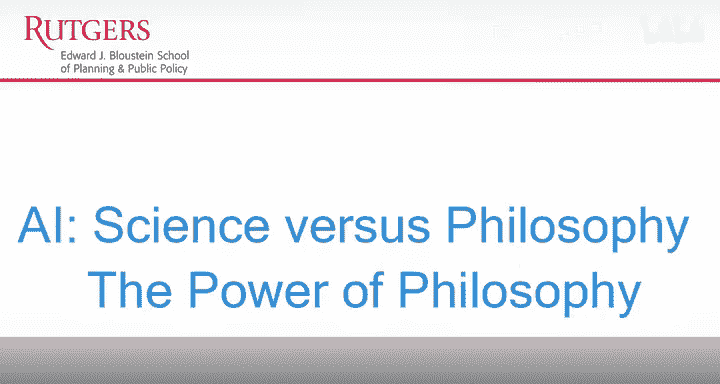 RUTGERS
Edward J. Bloustein School
of Planning & Public Policy
AI: Science versus Philosophy
The Power of Philosophy